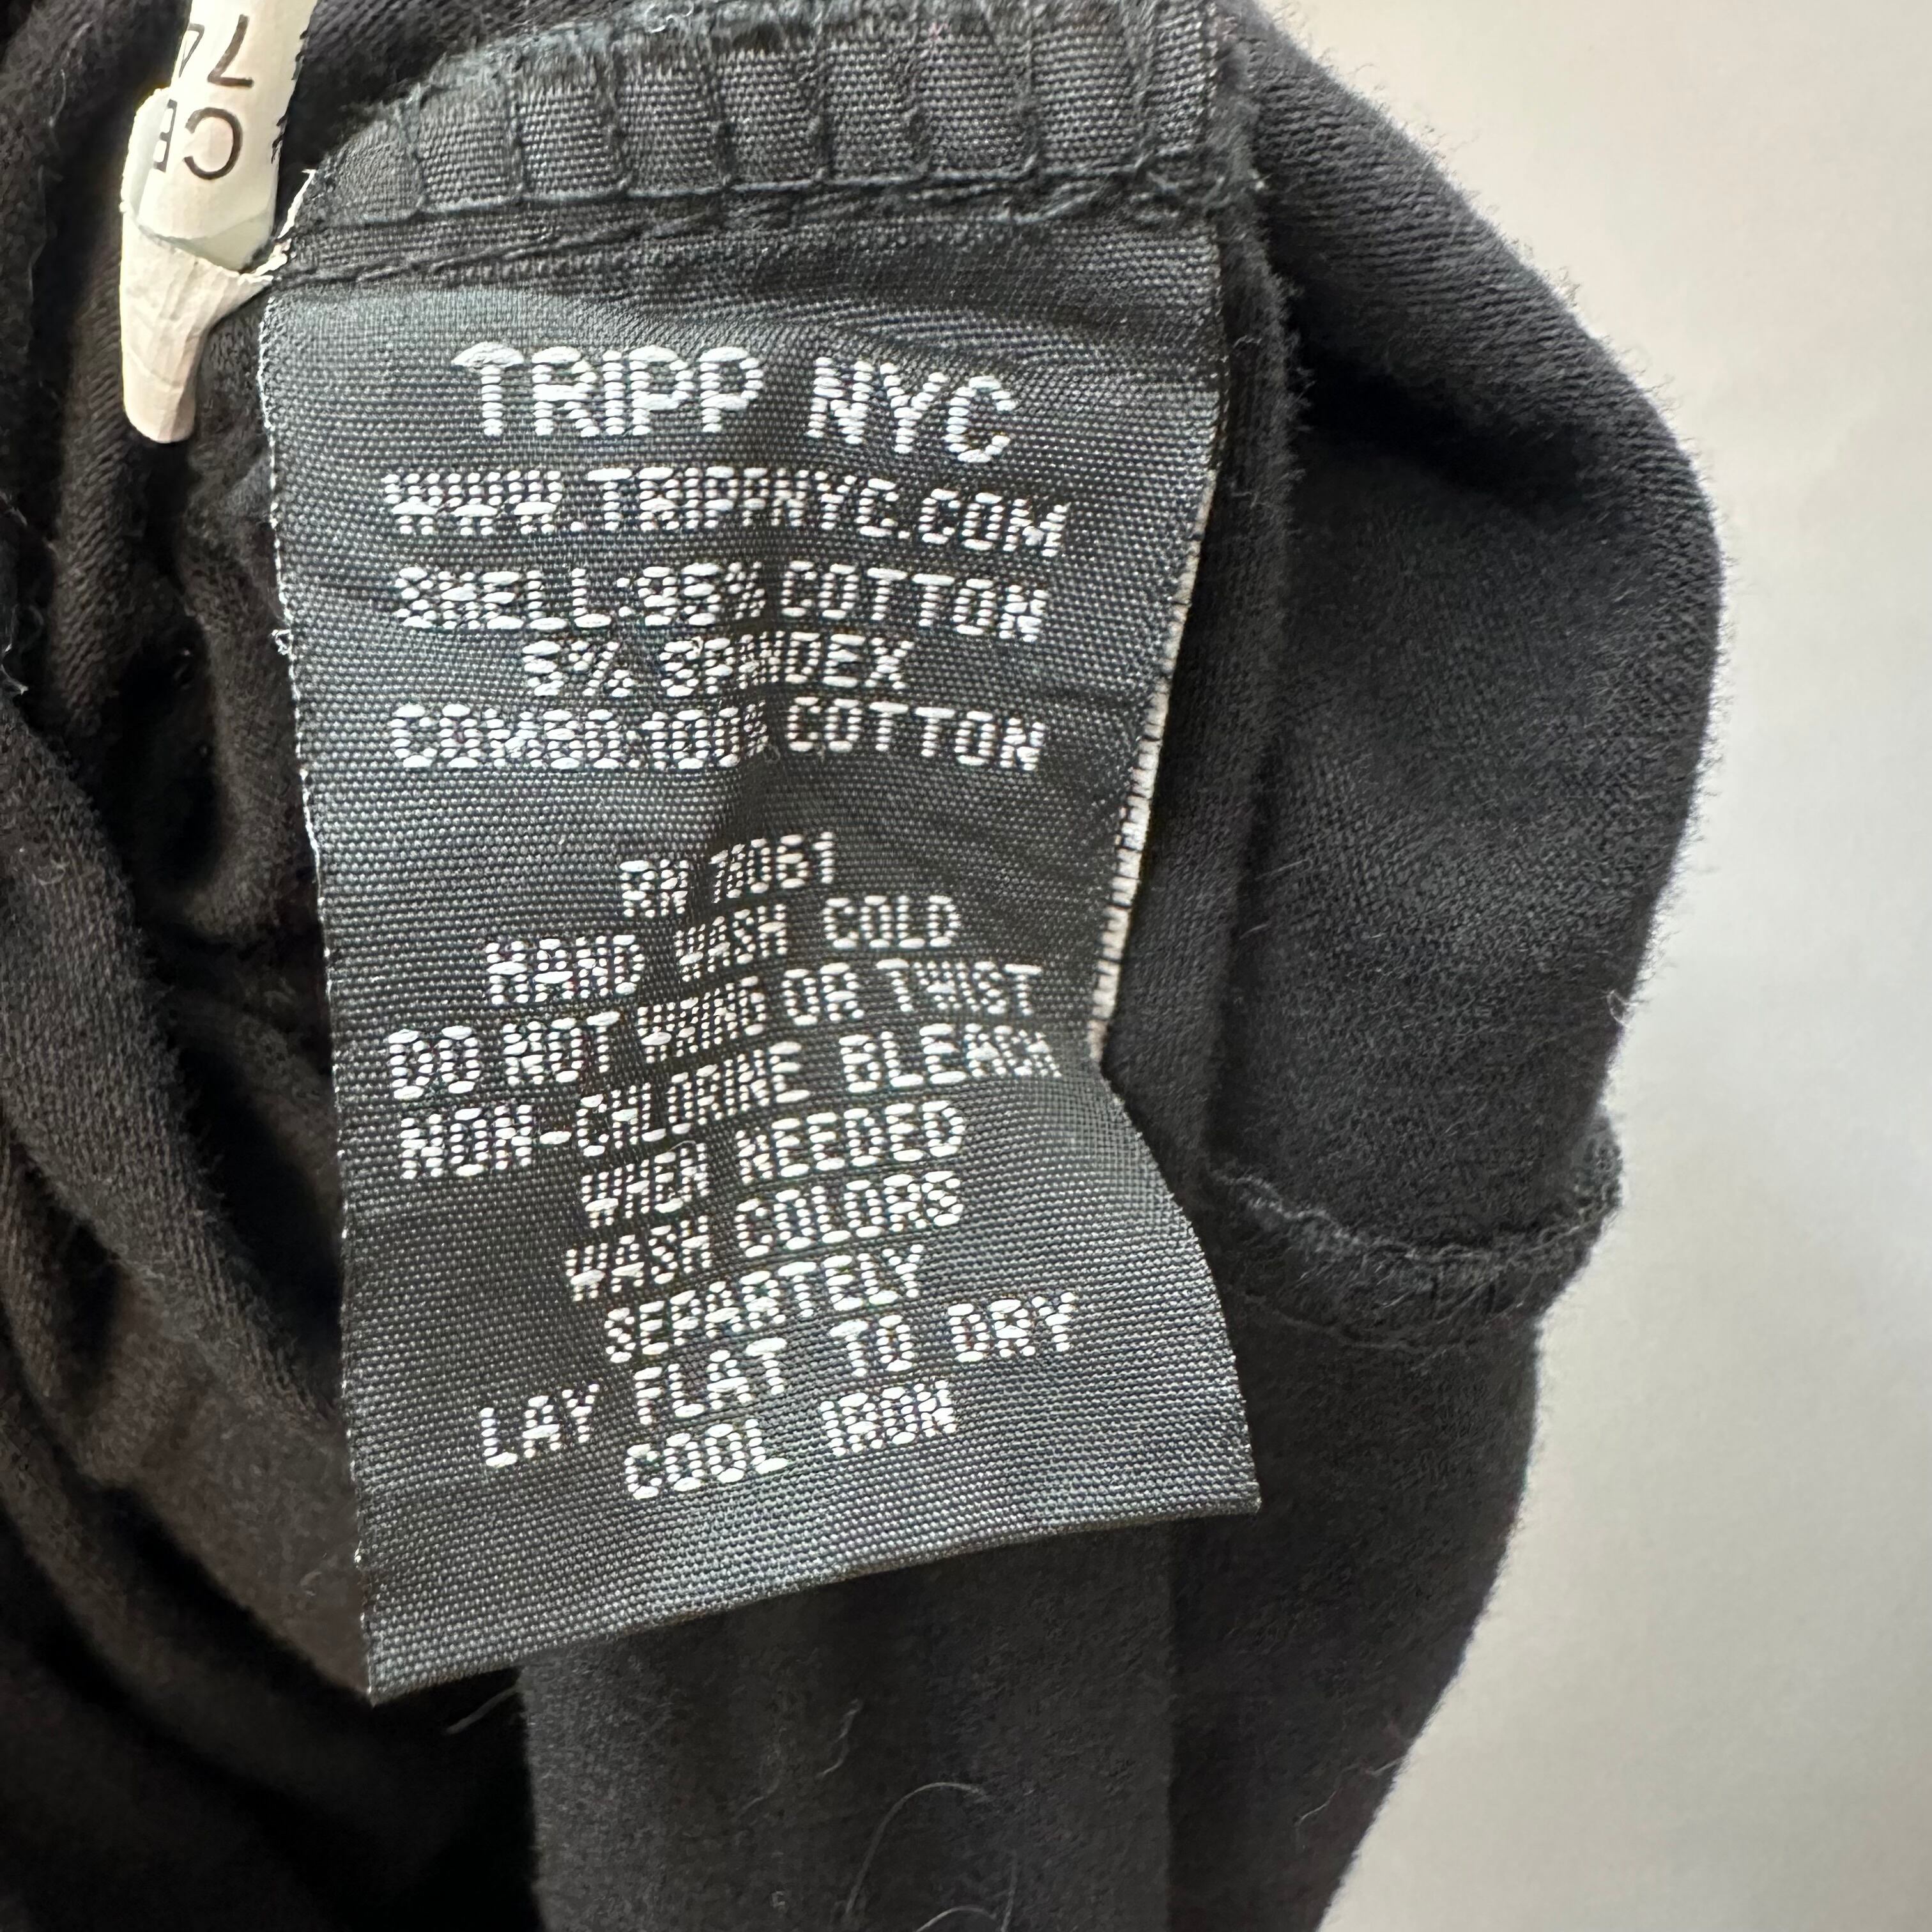 TRIPP NYC
WWW.TRIPPNYC.COM
SHELL:95% COTTON
5% SPANDEX
COMBO:100% COTTON
RN 78061
HAND WASH COLD
DO NOT WRING OR TWIST
NON-CHLORINE BLEACH
WHEN NEEDED
WASH COLORS
SEPARTELY
LAY FLAT TO DRY
COOL IRON